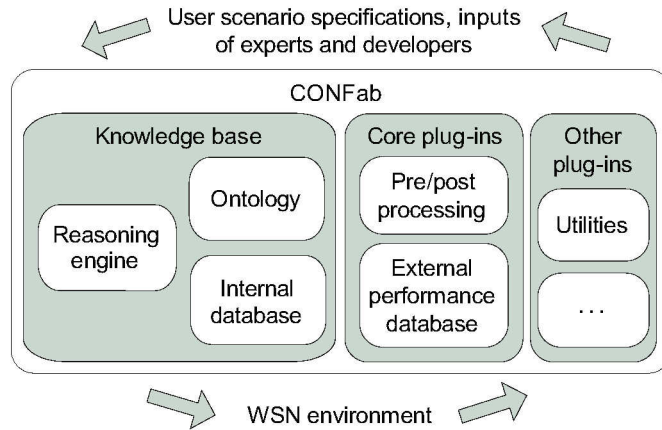 User scenario specifications, inputs
of experts and developers
CONFab
Knowledge base
Reasoning
engine
Ontology
Internal
database
Core plug-ins
Pre/post
processing
External
performance
database
Other
plug-ins
Utilities
...
WSN environment